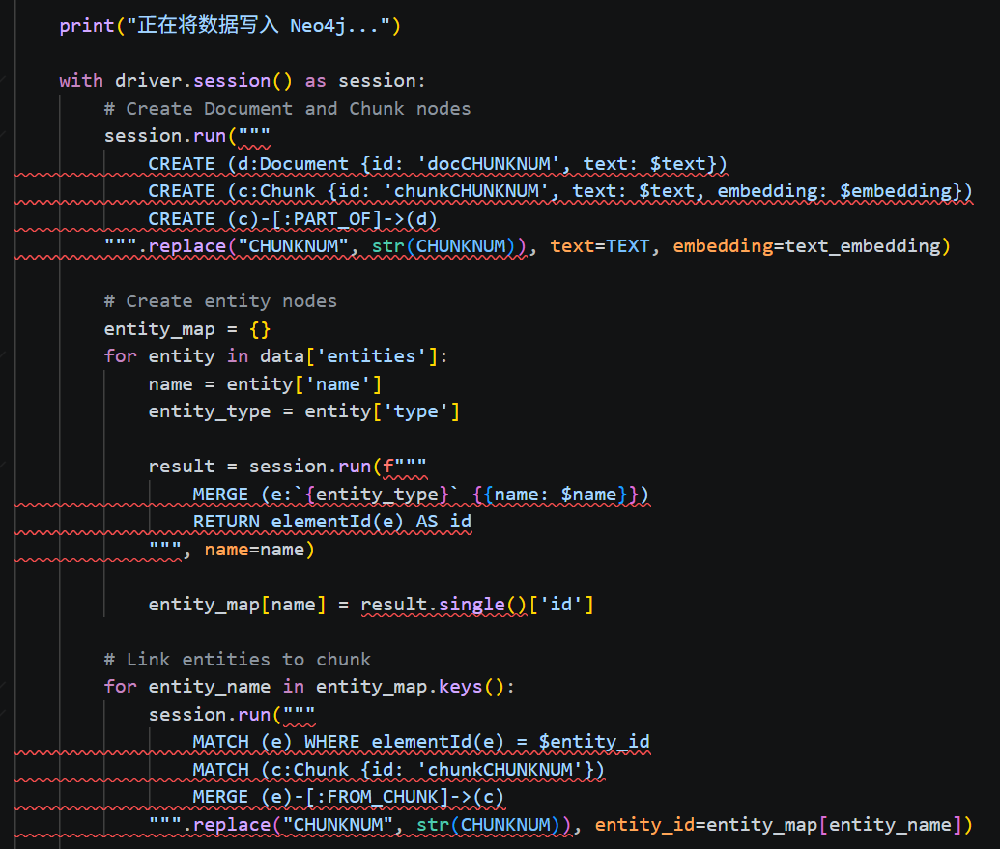 print("正在将数据写入 Neo4j...")
with driver.session() as session:
# Create Document and Chunk nodes
session.run("""
CREATE (d:Document {id: 'docCHUNKNUM', text: $text})
CREATE (c:Chunk {id: 'chunkCHUNKNUM', text: $text, embedding: $embedding})
CREATE (c)-[:PART_OF]->(d)
""".replace("CHUNKNUM", str(CHUNKNUM)), text=TEXT, embedding=text_embedding)
# Create entity nodes
entity_map = {}
for entity in data['entities']:
name = entity['name']
entity_type = entity['type']
result = session.run(f"""
MERGE (e:`{entity_type}` {{name: $name}})
RETURN elementId(e) AS id
""", name=name)
entity_map[name] = result.single()['id']
# Link entities to chunk
for entity_name in entity_map.keys():
session.run("""
MATCH (e) WHERE elementId(e) = $entity_id
MATCH (c:Chunk {id: 'chunkCHUNKNUM'})
MERGE (e)-[:FROM_CHUNK]->(c)
""".replace("CHUNKNUM", str(CHUNKNUM)), entity_id=entity_map[entity_name])